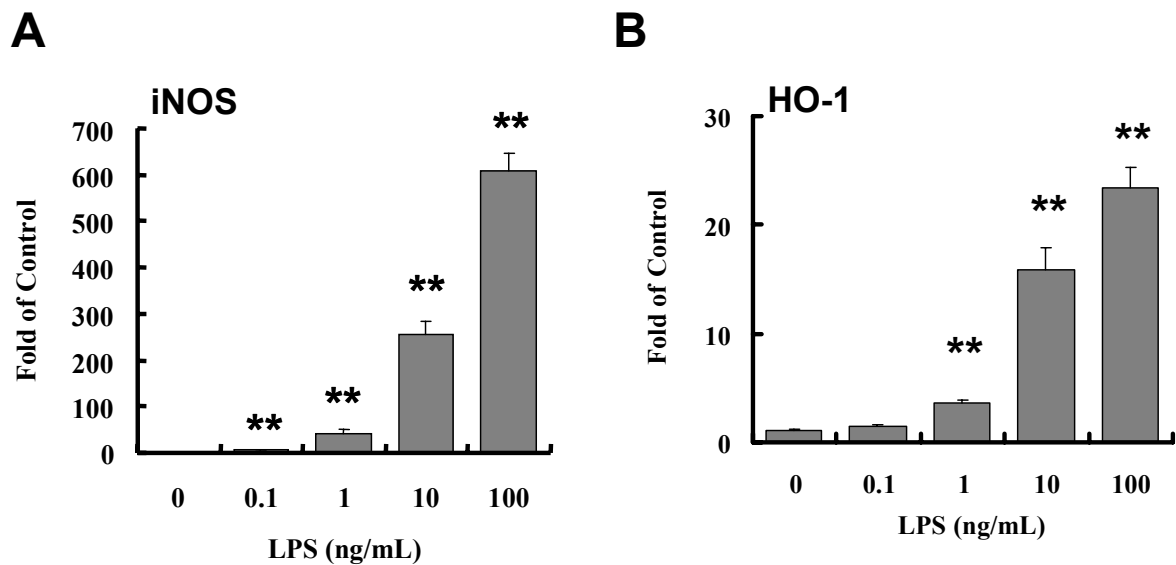 A
iNOS
Fold of Control
700
600
500
400
300
200
100
0
**
**
**
**
0 0.1 1 10 100
LPS (ng/mL)
B
HO-1
Fold of Control
30
20
10
0
**
**
**
0 0.1 1 10 100
LPS (ng/mL)